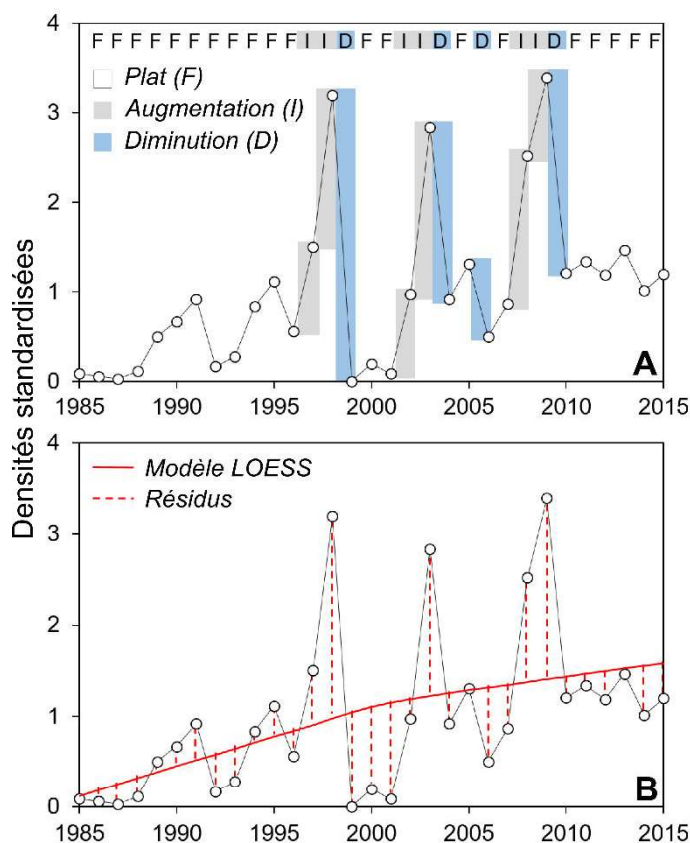 Densités standardisées
4
3
2
1
0
F F F F F F F F F F F I I D F F I I D F D F I I D F F F F F
Plat (F)
Augmentation (I)
Diminution (D)
A
1985 1990 1995 2000 2005 2010 2015
4
3
2
1
0
Modèle LOESS
Résidus
B
1985 1990 1995 2000 2005 2010 2015